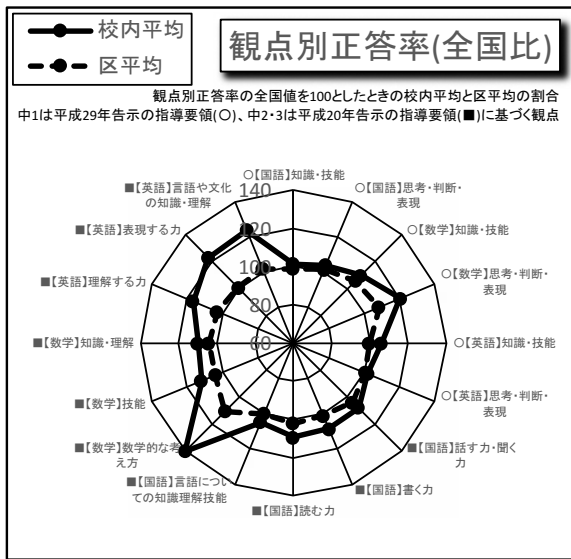 校内平均
区平均
観点別正答率(全国比)
観点別正答率の全国値を100としたときの校内平均と区平均の割合
中1は平成29年告示の指導要領(〇)、中2・3は平成20年告示の指導要領(■)に基づく観点
〇【国語】知識・技能
〇【国語】思考・判断・
表現
〇【数学】知識・技能
〇【数学】思考・判断・
表現
〇【英語】知識・技能
〇【英語】思考・判断・
表現
■【国語】話す力・聞く
力
■【国語】書く力
■【国語】読む力
■【国語】言語につい
ての知識理解技能
■【数学】数学的な考
え方
■【数学】技能
■【数学】知識・理解
■【英語】理解する力
■【英語】表現する力
■【英語】言語や文化
の知識・理解
140
120
100
80
60